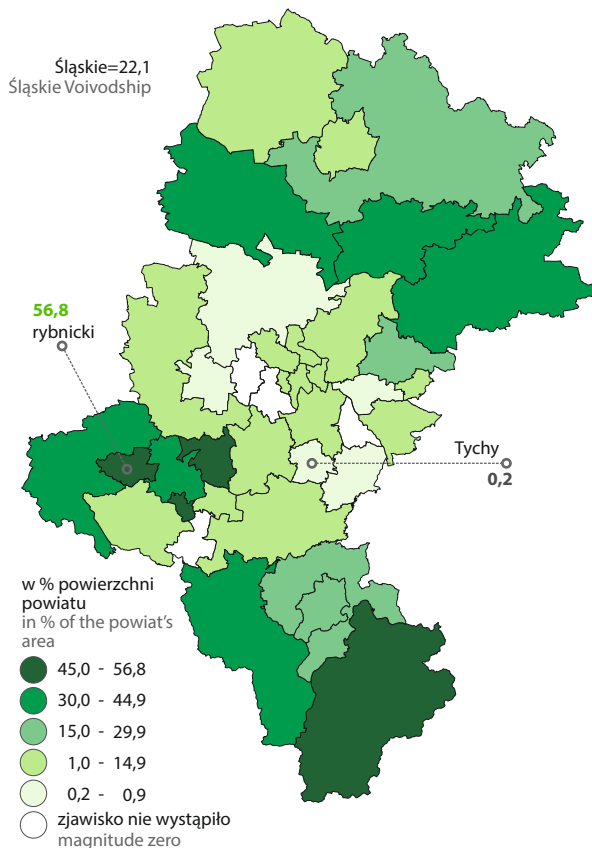 Śląskie=22,1
Śląskie Voivodship
56,8
rybnicki
Tychy
0,2
w % powierzchni
powiatu
in % of the powiat's
area
45,0 - 56,8
30,0 - 44,9
15,0 - 29,9
1,0 - 14,9
0,2 - 0,9
zjawisko nie wystąpiło
magnitude zero